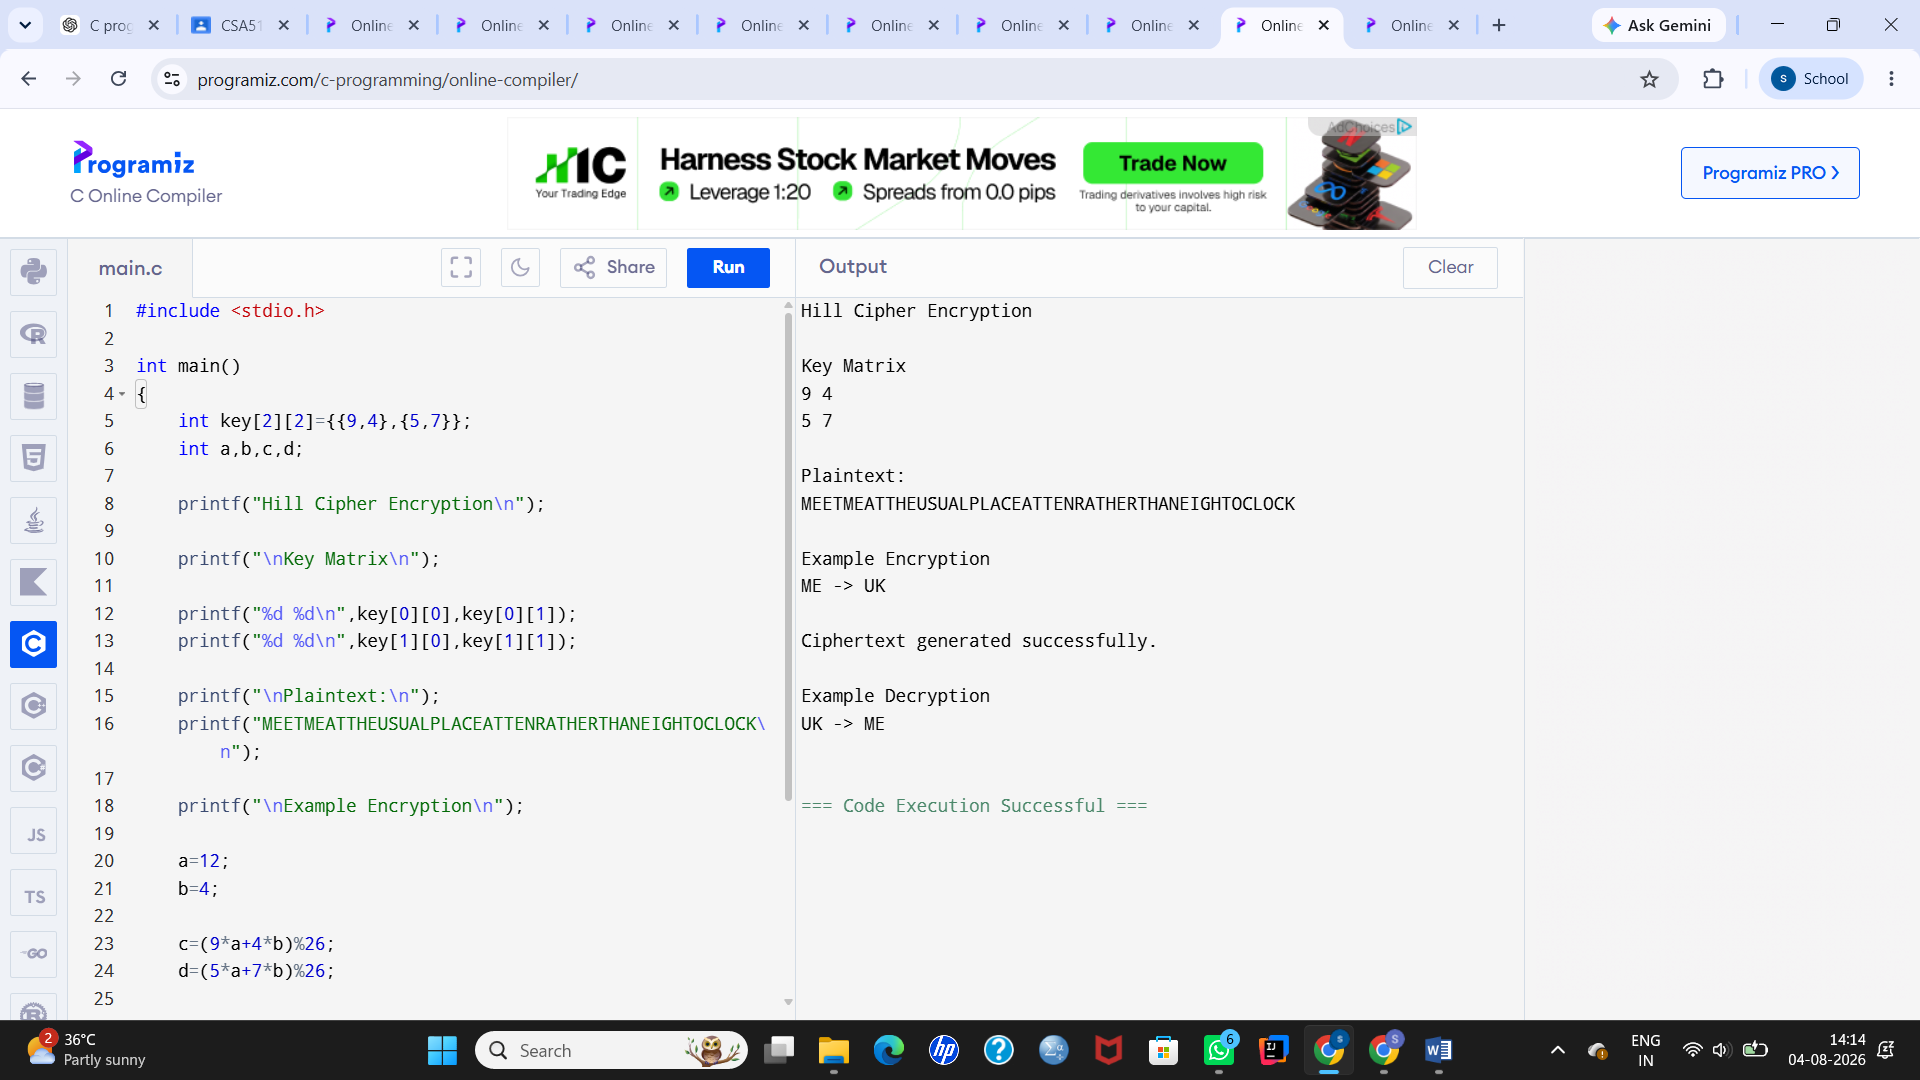 C prog
CSA51
Online
Online
Online
Online
Online
Online
Online
Online
Online
Ask Gemini
programiz.com/c-programming/online-compiler/
S School
Programiz
C Online Compiler
Your Trading Edge
Harness Stock Market Moves
Leverage 1:20 Spreads from 0.0 pips
Trade Now
Trading derivatives involves high risk
to your capital.
AdChoices
Programiz PRO
main.c
Share
Run
Output
Clear
1 #include <stdio.h>
2
3 int main()
4 {
5 int key[2][2]={{9,4},{5,7}};
6 int a,b,c,d;
7
8 printf("Hill Cipher Encryption\n");
9
10 printf("\nKey Matrix\n");
11
12 printf("%d %d\n",key[0][0],key[0][1]);
13 printf("%d %d\n",key[1][0],key[1][1]);
14
15 printf("\nPlaintext:\n");
16 printf("MEETMEATTHEUSUALPLACEATTENRATHERTHANEIGHTOCLOCK\
n");
17
18 printf("\nExample Encryption\n");
19
20 a=12;
21 b=4;
22
23 c=(9*a+4*b)%26;
24 d=(5*a+7*b)%26;
25
Hill Cipher Encryption
Key Matrix
9 4
5 7
Plaintext:
MEETMEATTHEUSUALPLACEATTENRATHERTHANEIGHTOCLOCK
Example Encryption
ME -> UK
Ciphertext generated successfully.
Example Decryption
UK -> ME
=== Code Execution Successful ===
JS
TS
GO
2
36°C
Partly sunny
Search
hp
6
ENG
IN
14:14
04-08-2026